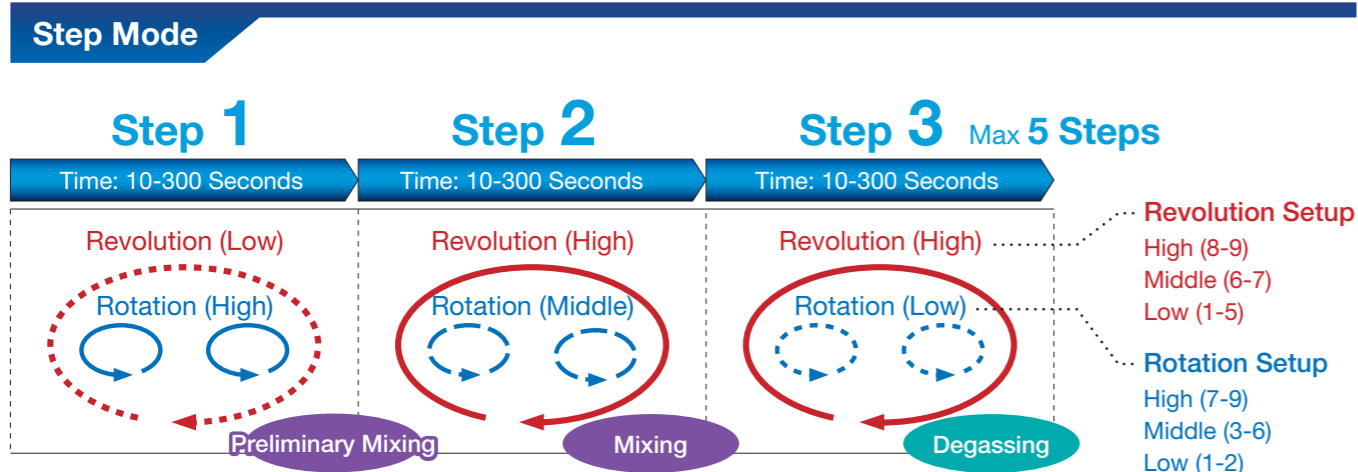 Step Mode
Step 1
Step 2
Step 3 Max 5 Steps
Time: 10-300 Seconds
Time: 10-300 Seconds
Time: 10-300 Seconds
Revolution (Low)
Rotation (High)
Preliminary Mixing
Revolution (High)
Rotation (Middle)
Mixing
Revolution (High)
Rotation (Low)
Degassing
Revolution Setup
High (8-9)
Middle (6-7)
Low (1-5)
Rotation Setup
High (7-9)
Middle (3-6)
Low (1-2)